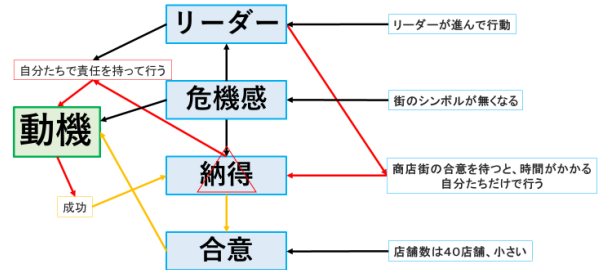 リーダー
リーダーが進んで行動
自分たちで責任を持って行う
危機感
街のシンボルが無くなる
動機
納得
商店街の合意を待つと、時間がかかる
自分たちだけで行う
成功
合意
店舗数は40店舗、小さい